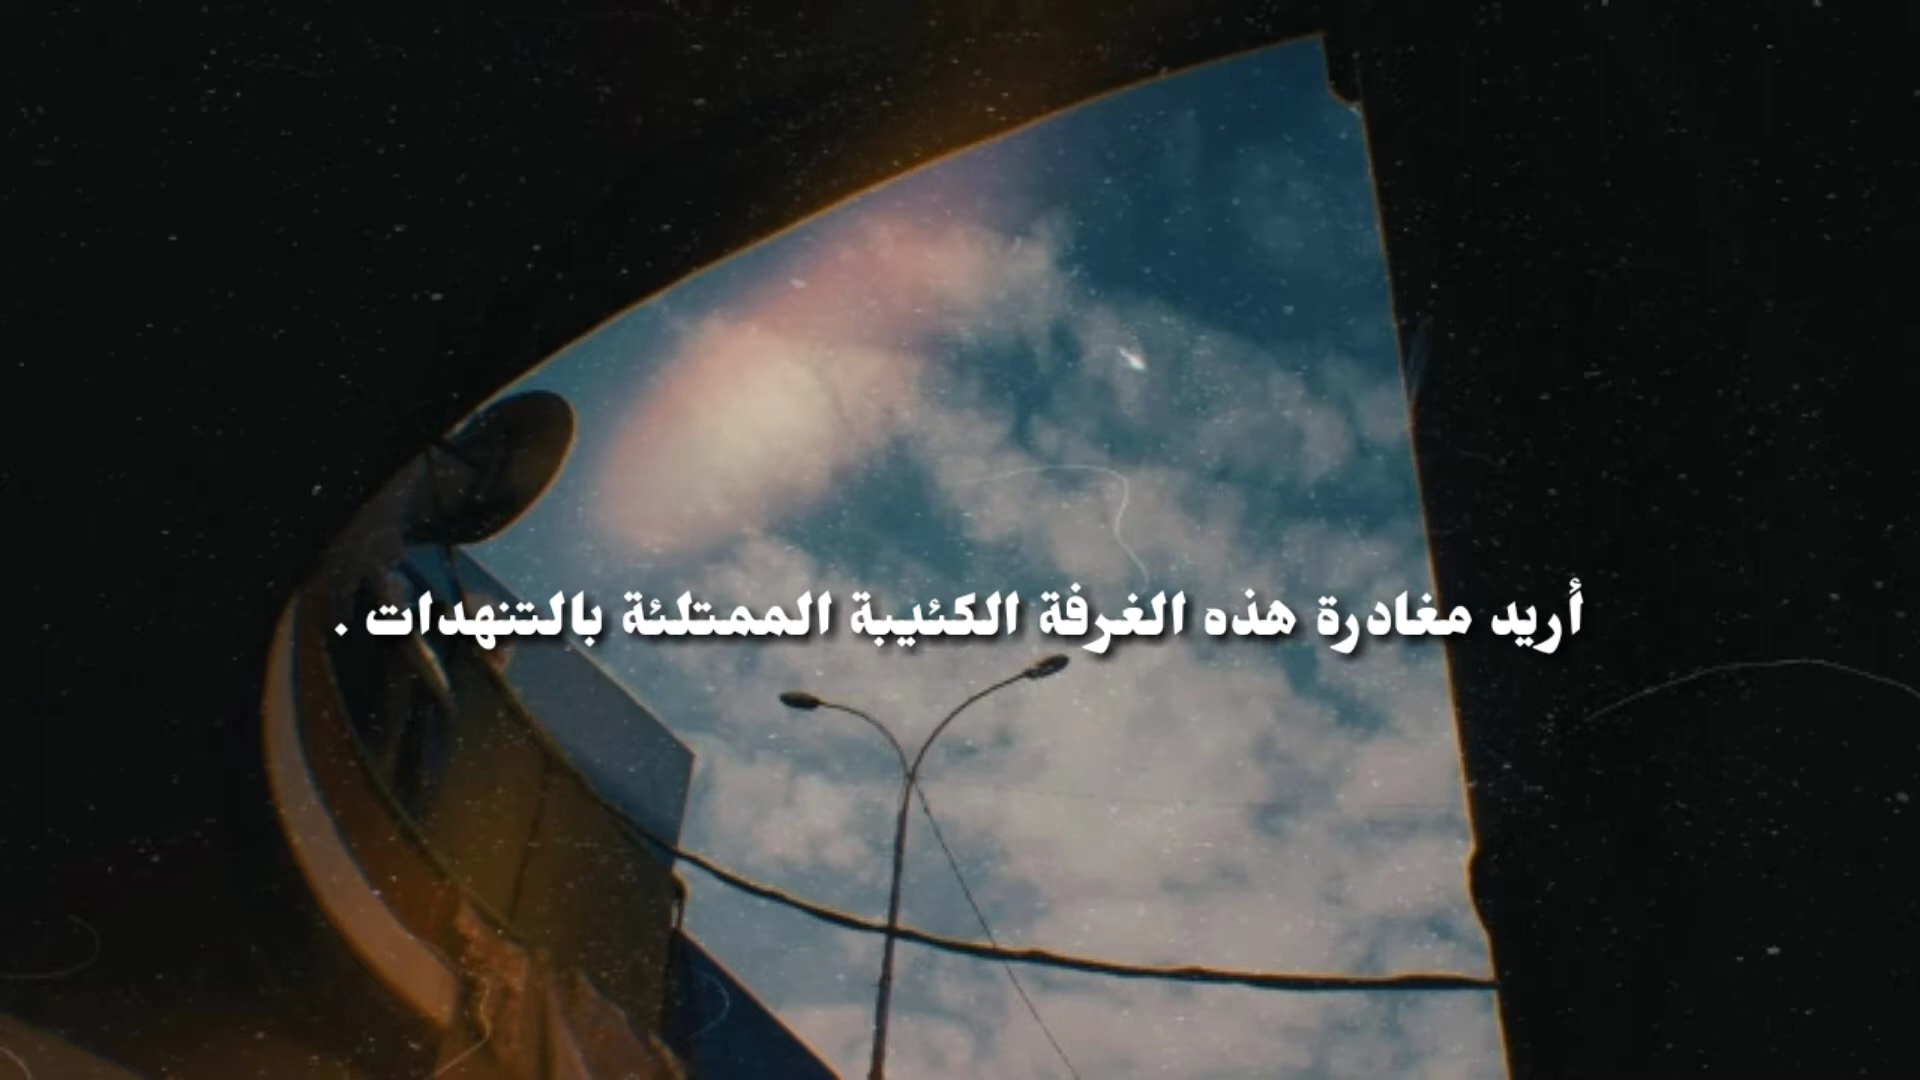 أريد مغادرة هذه الغرفة الكئيبة الممتلئة بالتنهدات .